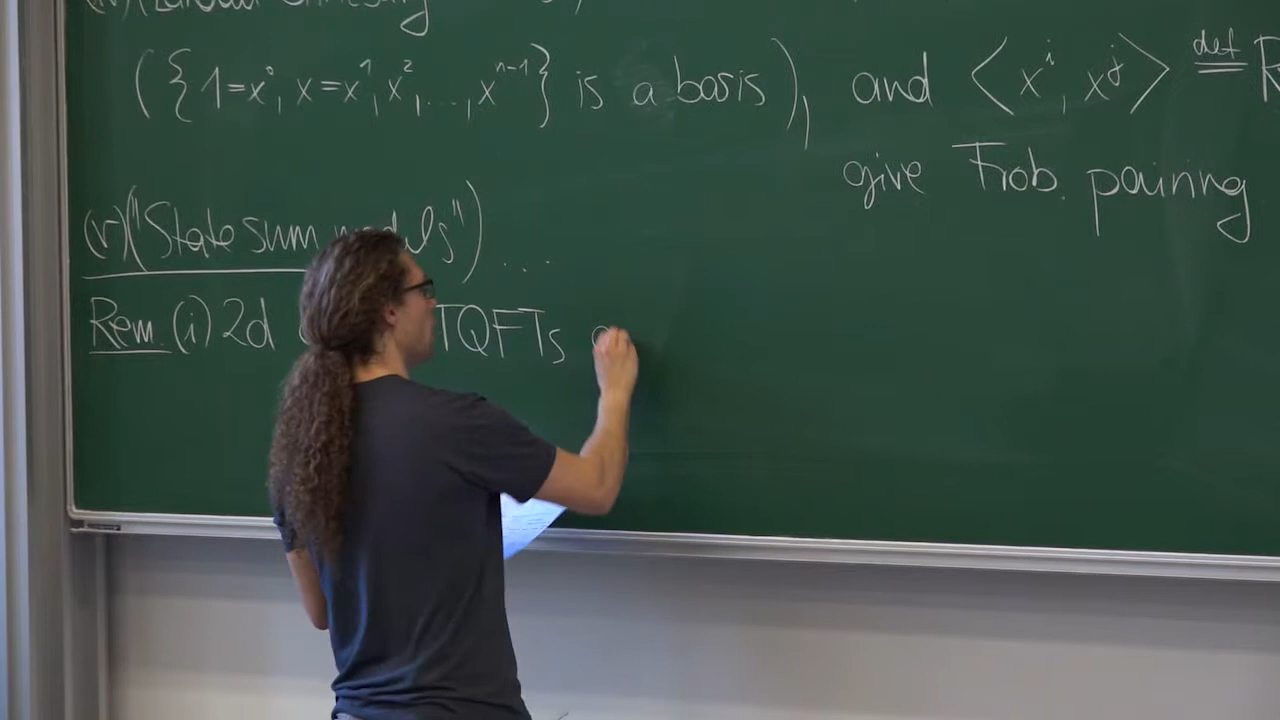 ({1=x⁰, x=x¹, x², ..., xⁿ⁻¹} is a basis), and ⟨xⁱ, xʲ⟩ def=
give Frob. pairing
(v) ("State sum models") ...
Rem. (i) 2d TQFTs